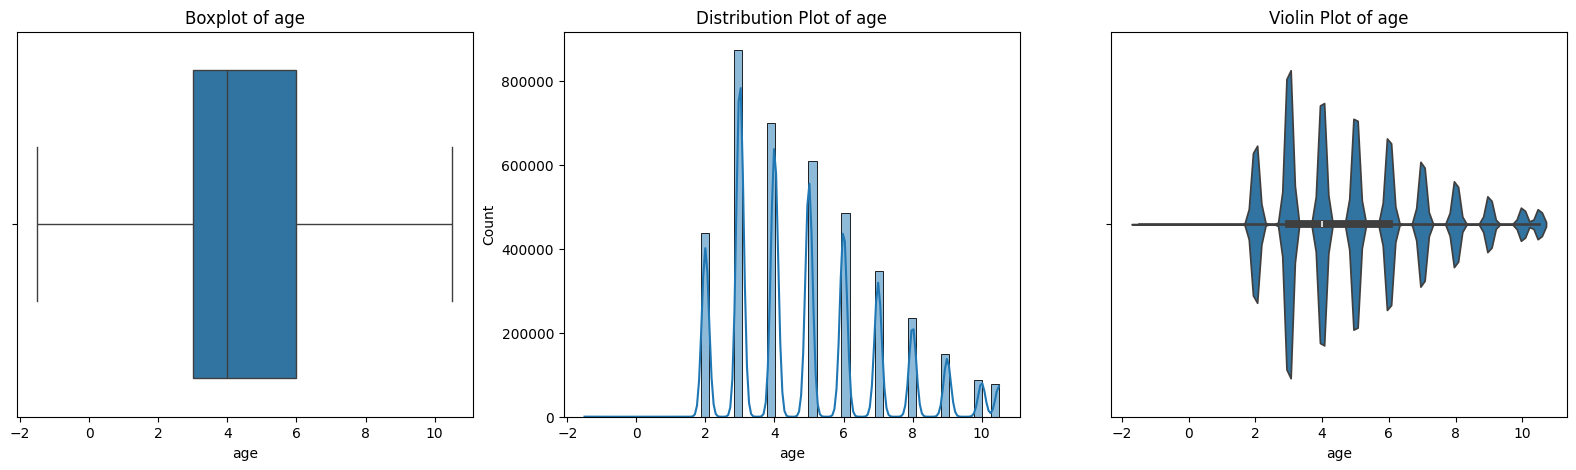 Boxplot of age
−2 0 2 4 6 8 10
age
Distribution Plot of age
Count
800000
600000
400000
200000
0
−2 0 2 4 6 8 10
age
Violin Plot of age
−2 0 2 4 6 8 10
age